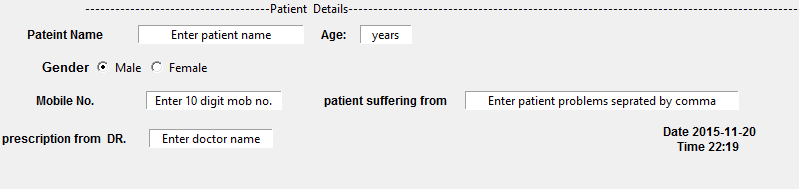 --------------------------------------------Patient Details--------------------------------------------------------------------------------------------------------------
Pateint Name Enter patient name Age: years
Gender Male Female
Mobile No. Enter 10 digit mob no. patient suffering from Enter patient problems seprated by comma
prescription from DR. Enter doctor name Date 2015-11-20
Time 22:19